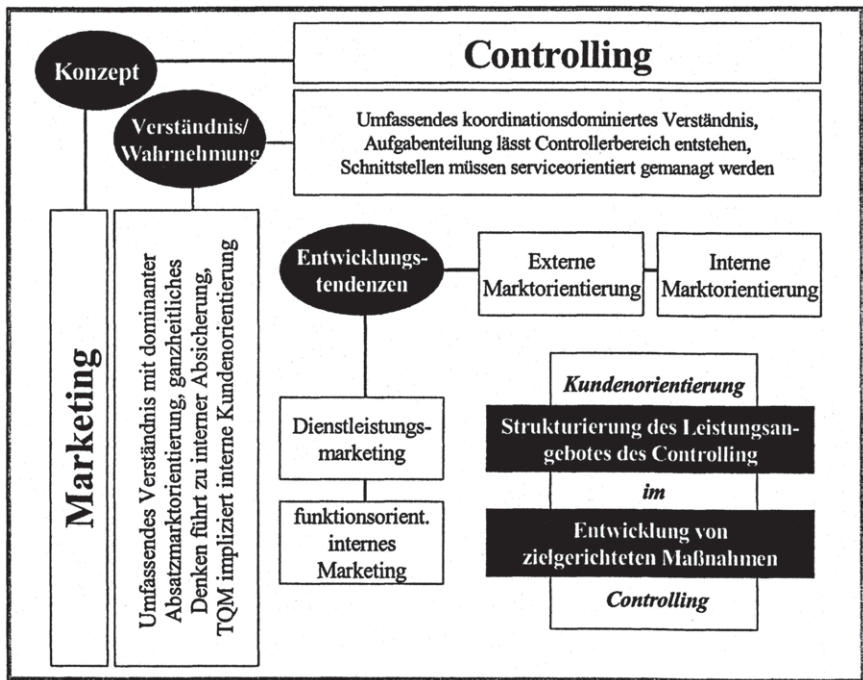 Konzept
Controlling
Verständnis/
Wahrnehmung
Umfassendes koordinationsdominiertes Verständnis,
Aufgabenteilung lässt Controllerbereich entstehen,
Schnittstellen müssen serviceorientiert gemanagt werden
Marketing
Umfassendes Verständnis mit dominanter
Absatzmarktorientierung, ganzheitliches
Denken führt zu interner Absicherung,
TQM impliziert interne Kundenorientierung
Entwicklungs-
tendenzen
Externe
Marktorientierung
Interne
Marktorientierung
Dienstleistungs-
marketing
funktionsorient.
internes
Marketing
Kundenorientierung
Strukturierung des Leistungsan-
gebotes des Controlling
im
Entwicklung von
zielgerichteten Maßnahmen
Controlling